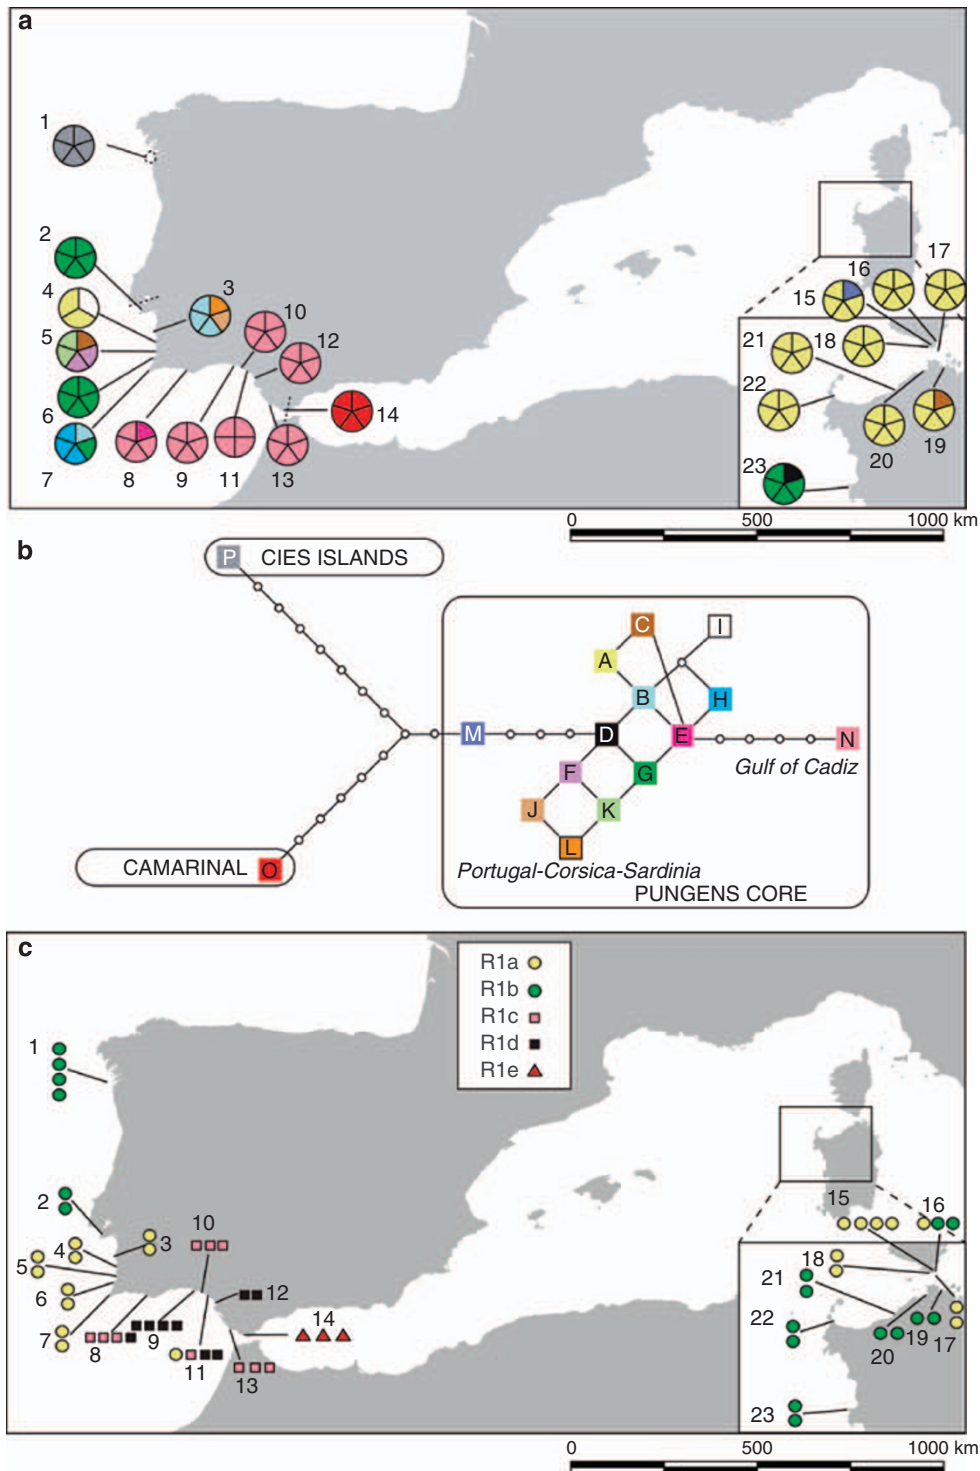 a
1
2
3
4
5
10
12
6
14
7
8
9
11
13
17
16
15
21
18
22
20
19
23
0
500
1000 km
b
P
CIES ISLANDS
C
I
A
B
H
M
D
E
N
F
G
Gulf of Cadiz
J
K
L
CAMARINAL
O
Portugal-Corsica-Sardinia
PUNGENS CORE
c
R1a
R1b
R1c
R1d
R1e
1
2
10
3
4
5
6
12
14
7
8
9
11
13
15
16
18
21
22
19
17
20
23
0
500
1000 km